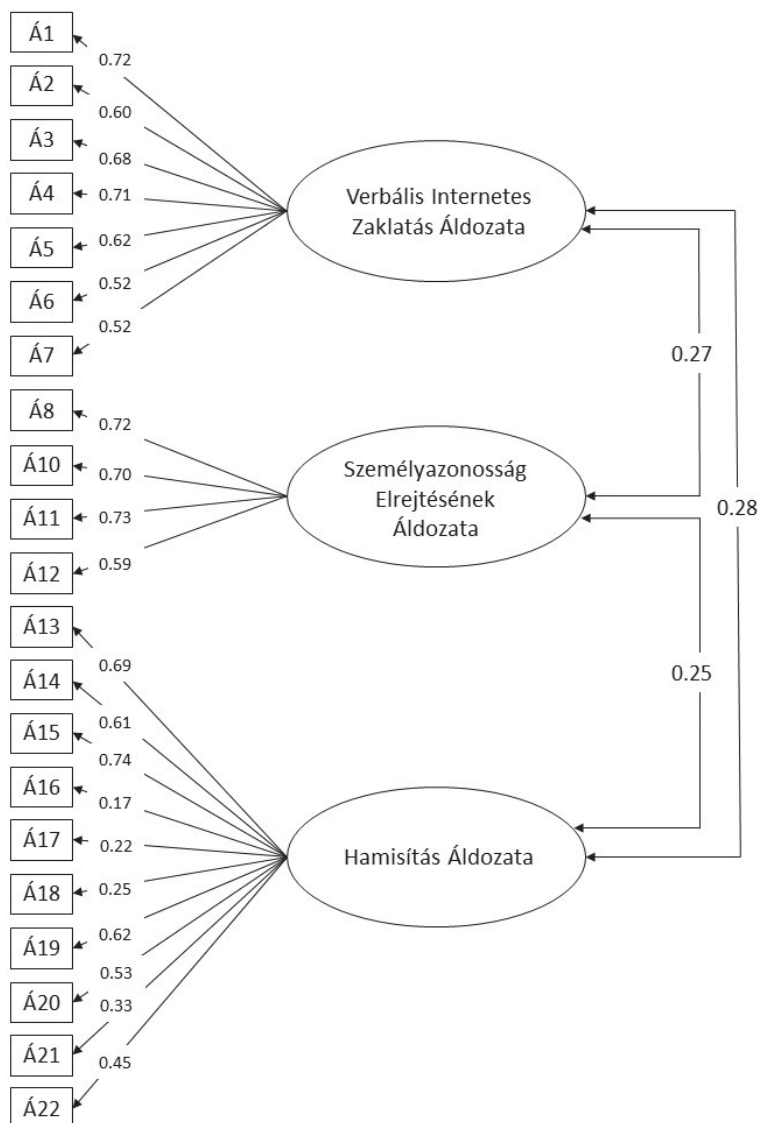 Á1
0.72
Á2
0.60
Á3
0.68
Á4
0.71
Á5
0.62
Á6
0.52
Á7
0.52
Verbális Internetes
Zaklatás Áldozata
0.27
Á8
0.72
Á10
0.70
Á11
0.73
Á12
0.59
Személyazonosság
Elrejtésének
Áldozata
0.28
0.25
Á13
0.69
Á14
0.61
Á15
0.74
Á16
0.17
Á17
0.22
Á18
0.25
Á19
0.62
Á20
0.53
Á21
0.33
Á22
0.45
Hamisítás Áldozata